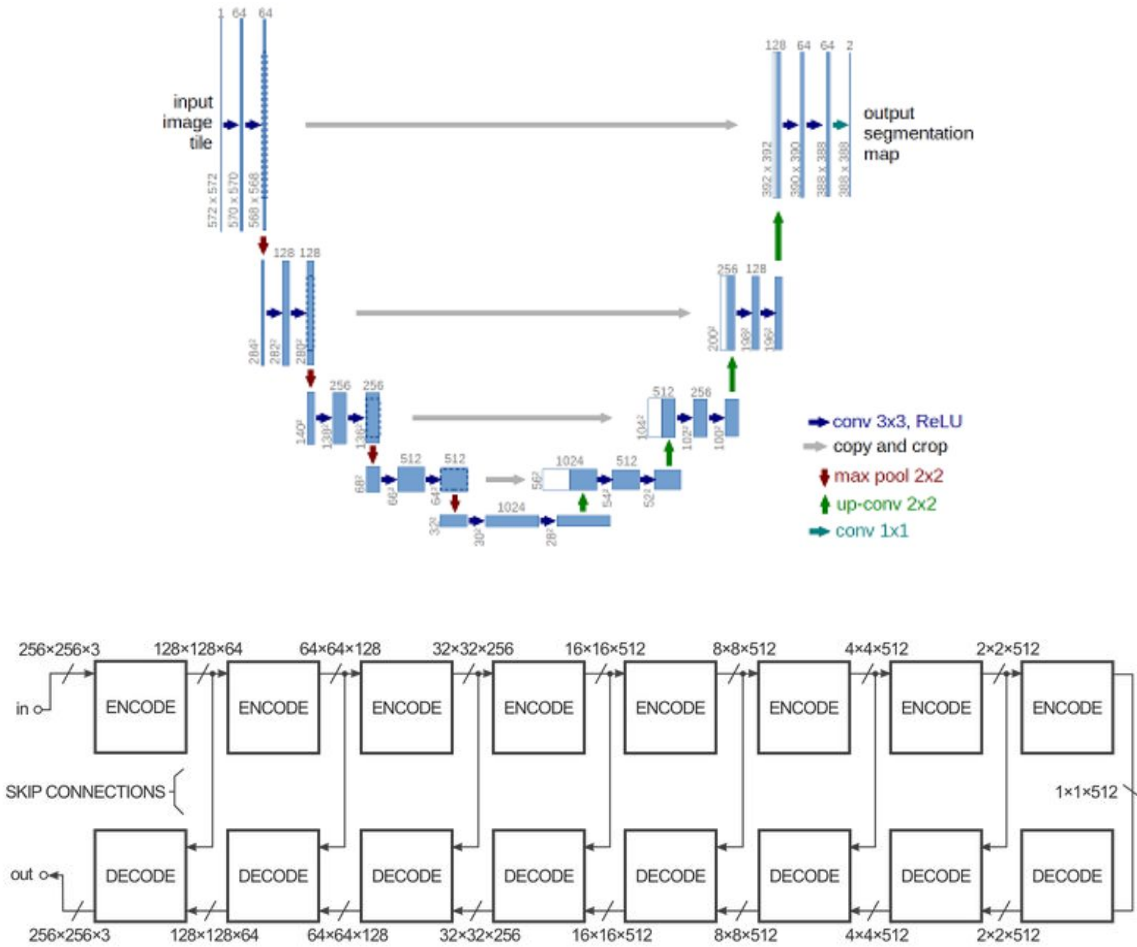 1 64 64
128 64 64 2
input
image
tile
output
segmentation
map
572 x 572
570 x 570
568 x 568
392 x 392
390 x 390
388 x 388
388 x 388
128 128
256 128
284²
282²
280²
200²
198²
196²
256 256
512 256
140²
138²
136²
104²
102²
100²
conv 3x3, ReLU
copy and crop
max pool 2x2
up-conv 2x2
conv 1x1
512 512
1024 512
68²
66²
64²
56²
54²
52²
1024
32²
30²
28²
256×256×3 128×128×64 64×64×128 32×32×256 16×16×512 8×8×512 4×4×512 2×2×512
in ENCODE ENCODE ENCODE ENCODE ENCODE ENCODE ENCODE ENCODE
SKIP CONNECTIONS 1×1×512
out DECODE DECODE DECODE DECODE DECODE DECODE DECODE DECODE
256×256×3 128×128×64 64×64×128 32×32×256 16×16×512 8×8×512 4×4×512 2×2×512